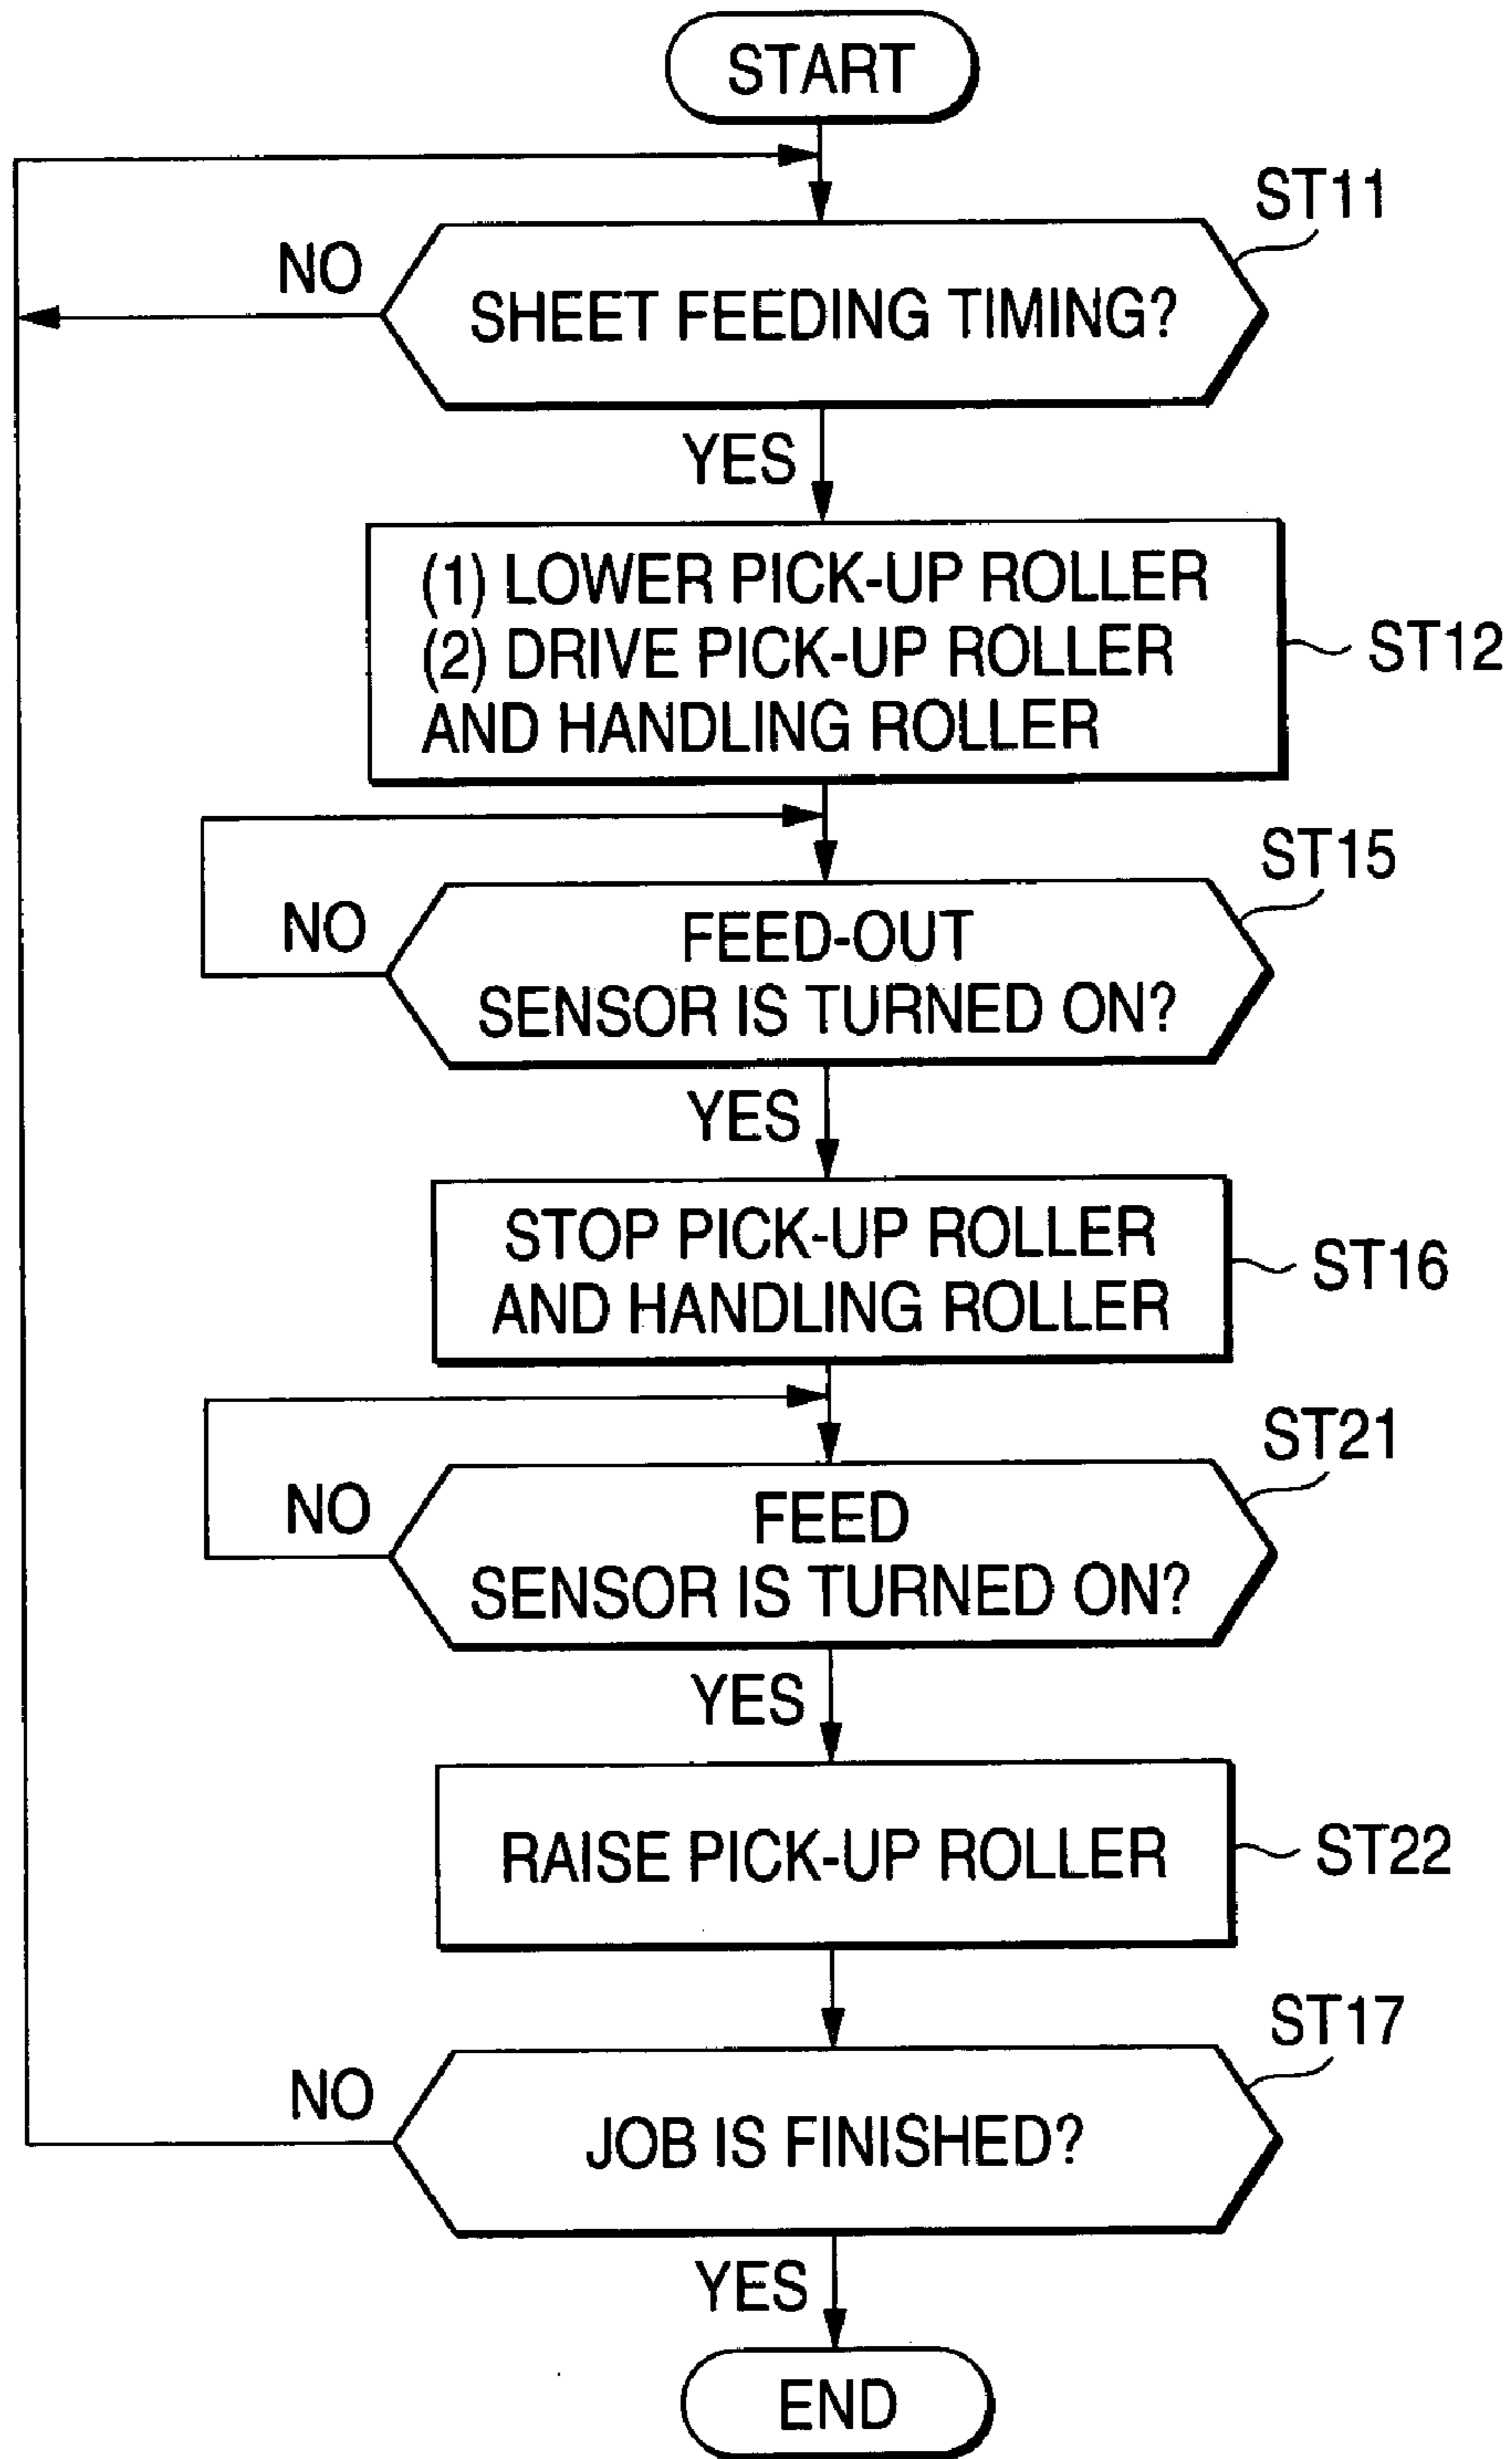 START
ST11
NO
SHEET FEEDING TIMING?
YES
(1) LOWER PICK-UP ROLLER
(2) DRIVE PICK-UP ROLLER
AND HANDLING ROLLER
ST12
ST15
NO
FEED-OUT
SENSOR IS TURNED ON?
YES
STOP PICK-UP ROLLER
AND HANDLING ROLLER
ST16
ST21
NO
FEED
SENSOR IS TURNED ON?
YES
RAISE PICK-UP ROLLER
ST22
ST17
NO
JOB IS FINISHED?
YES
END